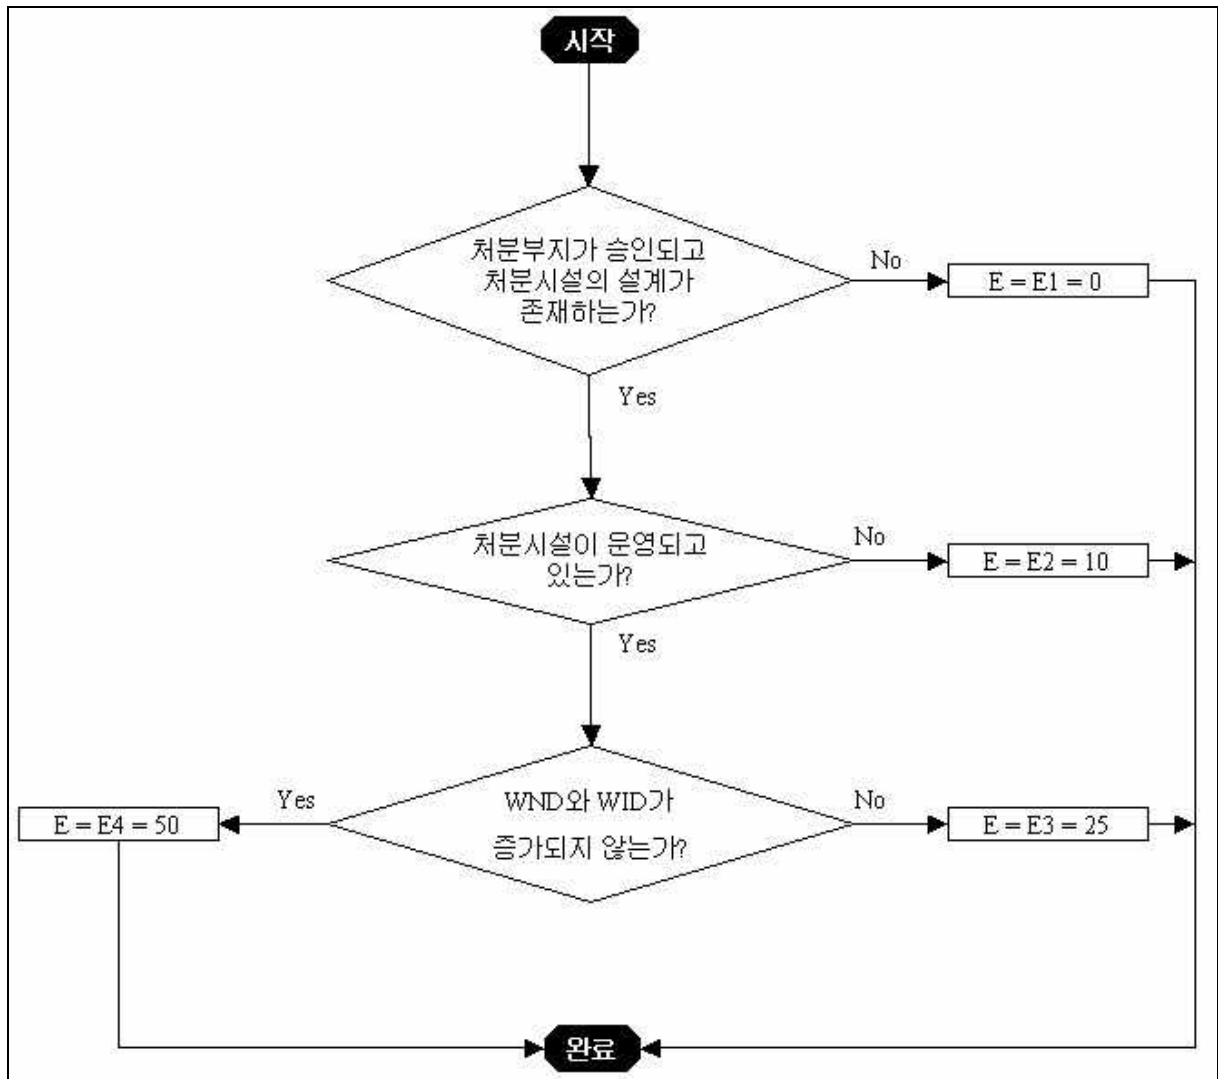 시작
처분부지가 승인되고
처분시설의 설계가
존재하는가?
No
E = E1 = 0
Yes
처분시설이 운영되고
있는가?
No
E = E2 = 10
Yes
WND와 WID가
증가되지 않는가?
Yes
E = E4 = 50
No
E = E3 = 25
완료